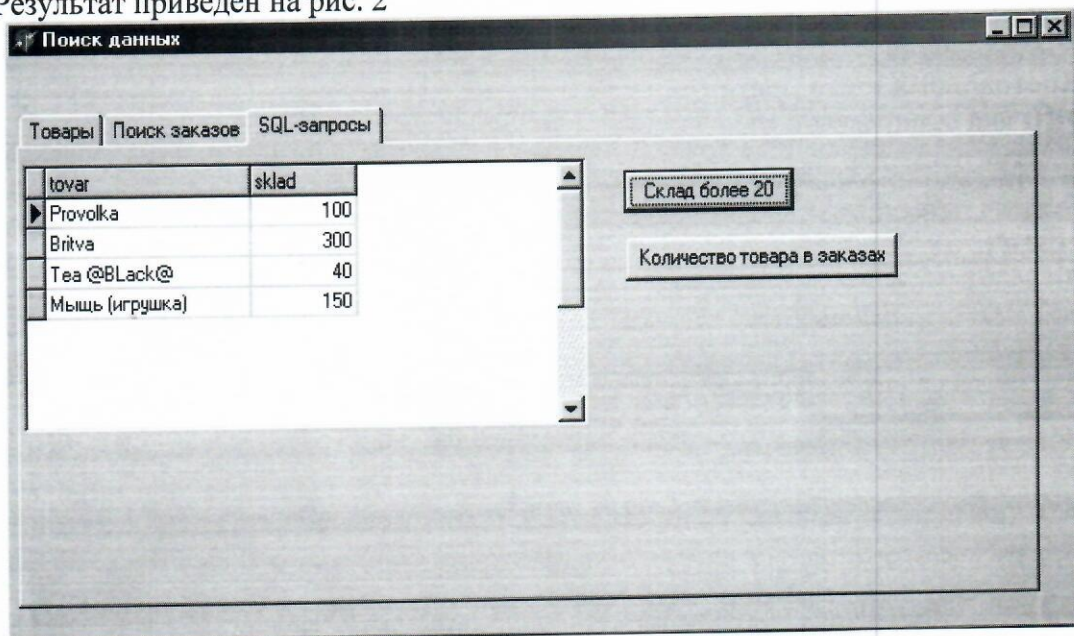 Результат приведен на рис. 2
Поиск данных
Товары Поиск заказов SQL-запросы
tovar sklad
Provolka 100
Britva 300
Tea @BLack@ 40
Мышь (игрушка) 150
Склад более 20
Количество товара в заказах